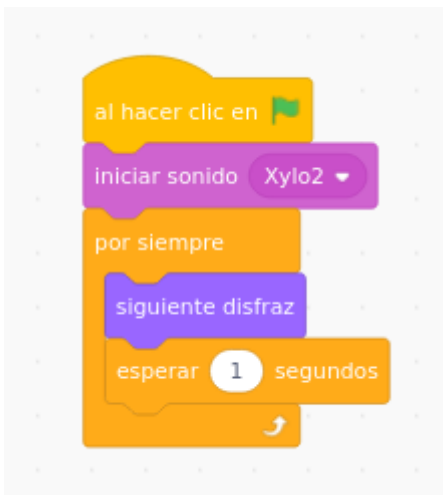 al hacer clic en
iniciar sonido Xylo2
por siempre
siguiente disfraz
esperar 1 segundos